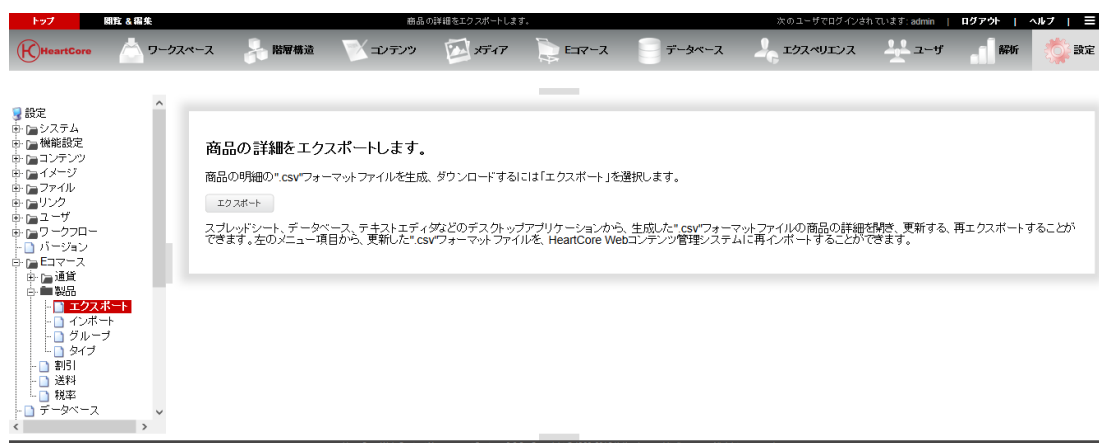 トップ 閲覧 & 編集 商品の詳細をエクスポートします。 次のユーザでログインされています: admin | ログアウト | ヘルプ |
HeartCore ワークスペース 階層構造 コンテンツ メディア Eコマース データベース エクスペリエンス ユーザ 解析 設定
設定
システム
機能設定
コンテンツ
イメージ
ファイル
リンク
ユーザ
ワークフロー
バージョン
Eコマース
通貨
製品
エクスポート
インポート
グループ
タイプ
割引
送料
税率
データベース
商品の詳細をエクスポートします。
商品の明細の".csv"フォーマットファイルを生成、ダウンロードするには「エクスポート」を選択します。
エクスポート
スプレッドシート、データベース、テキストエディタなどのデスクトップアプリケーションから、生成した".csv"フォーマットファイルの商品の詳細を開き、更新する、再エクスポートすることが
できます。左のメニュー項目から、更新した".csv"フォーマットファイルを、HeartCore Webコンテンツ管理システムに再インポートすることができます。